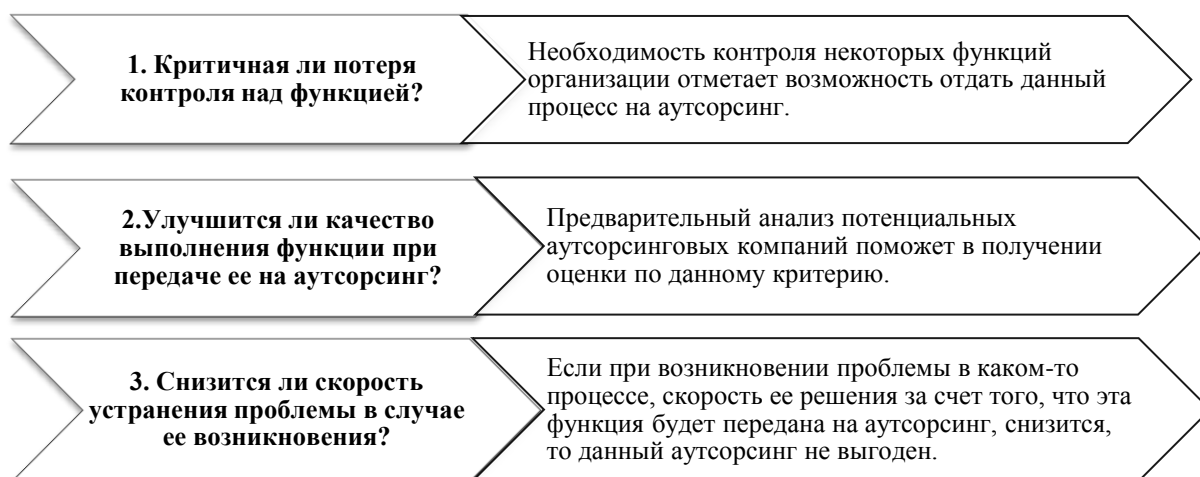 1. Критичная ли потеря
контроля над функцией?
Необходимость контроля некоторых функций
организации отметает возможность отдать данный
процесс на аутсорсинг.
2.Улучшится ли качество
выполнения функции при
передаче ее на аутсорсинг?
Предварительный анализ потенциальных
аутсорсинговых компаний поможет в получении
оценки по данному критерию.
3. Снизится ли скорость
устранения проблемы в случае
ее возникновения?
Если при возникновении проблемы в каком-то
процессе, скорость ее решения за счет того, что эта
функция будет передана на аутсорсинг, снизится,
то данный аутсорсинг не выгоден.